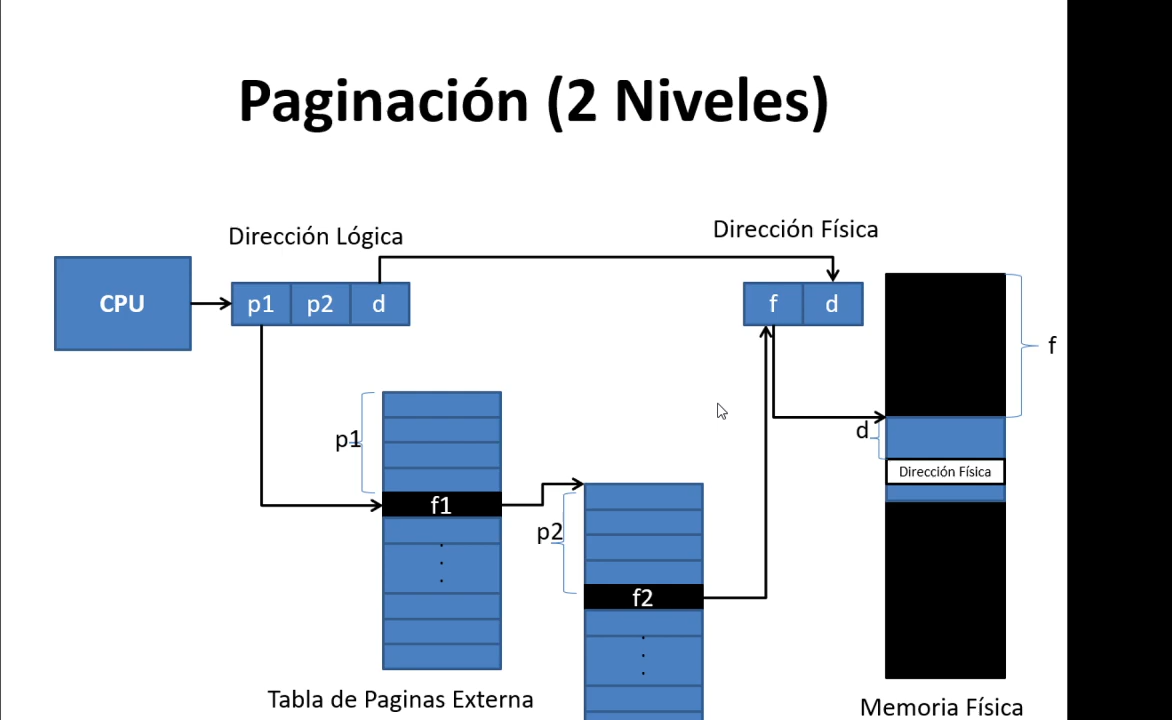 Paginación (2 Niveles)
Dirección Lógica
Dirección Física
CPU
p1 p2 d
f d
f
p1
d
Dirección Física
f1
p2
f2
Tabla de Paginas Externa
Memoria Física